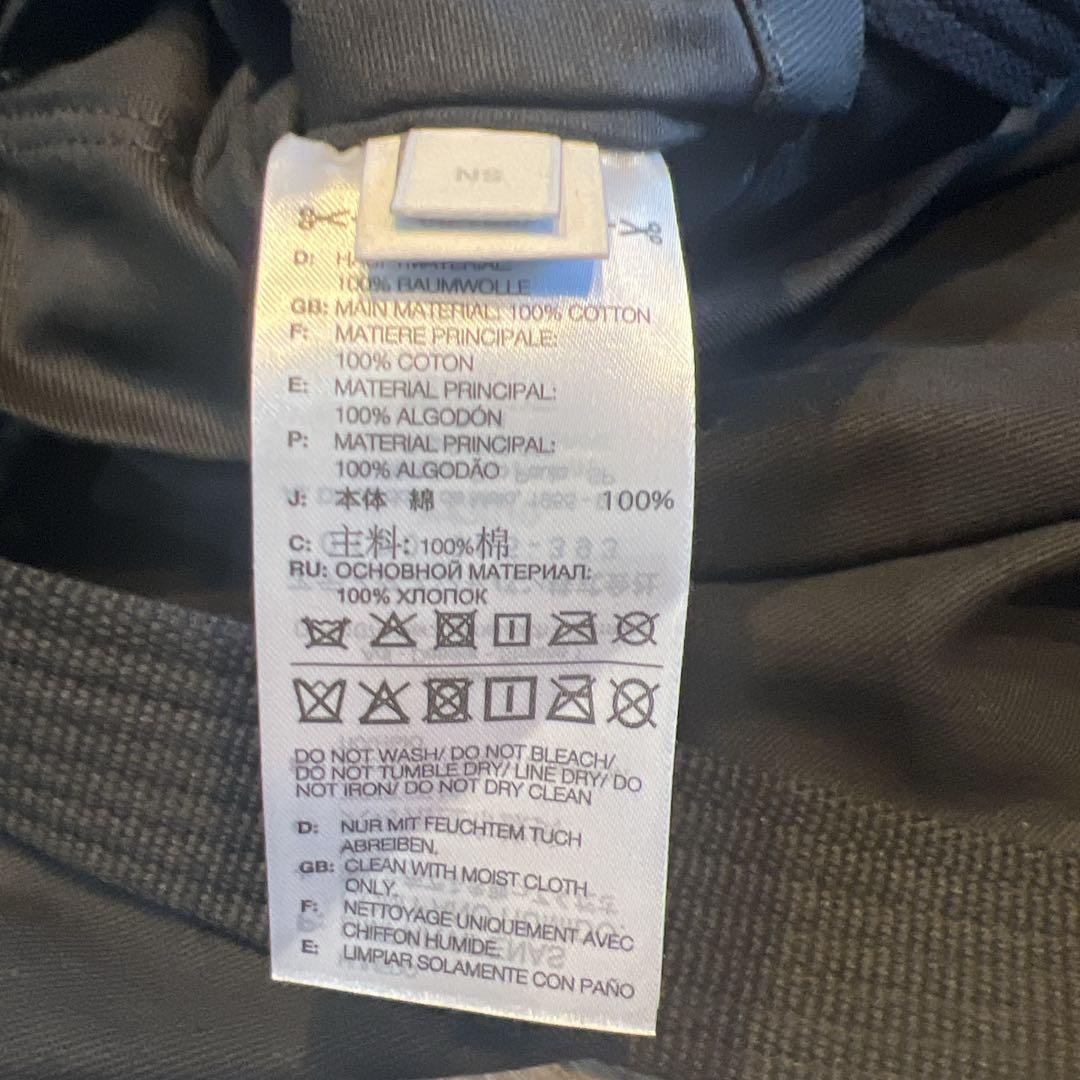 NS
D: HAUPTMATERIAL:
100% BAUMWOLLE
GB: MAIN MATERIAL: 100% COTTON
F: MATIERE PRINCIPALE:
100% COTON
E: MATERIAL PRINCIPAL:
100% ALGODÓN
P: MATERIAL PRINCIPAL:
100% ALGODÃO
J: 本体 綿 100%
C: 主料: 100%棉
RU: ОСНОВНОЙ МАТЕРИАЛ:
100% ХЛОПОК
DO NOT WASH/ DO NOT BLEACH/
DO NOT TUMBLE DRY/ LINE DRY/ DO
NOT IRON/ DO NOT DRY CLEAN
D: NUR MIT FEUCHTEM TUCH
ABREIBEN.
GB: CLEAN WITH MOIST CLOTH
ONLY.
F: NETTOYAGE UNIQUEMENT AVEC
CHIFFON HUMIDE.
E: LIMPIAR SOLAMENTE CON PAÑO